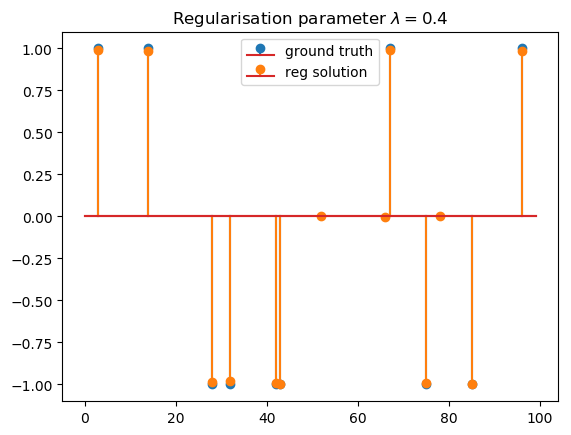 Regularisation parameter λ = 0.4
ground truth
reg solution
1.00
0.75
0.50
0.25
0.00
−0.25
−0.50
−0.75
−1.00
0 20 40 60 80 100